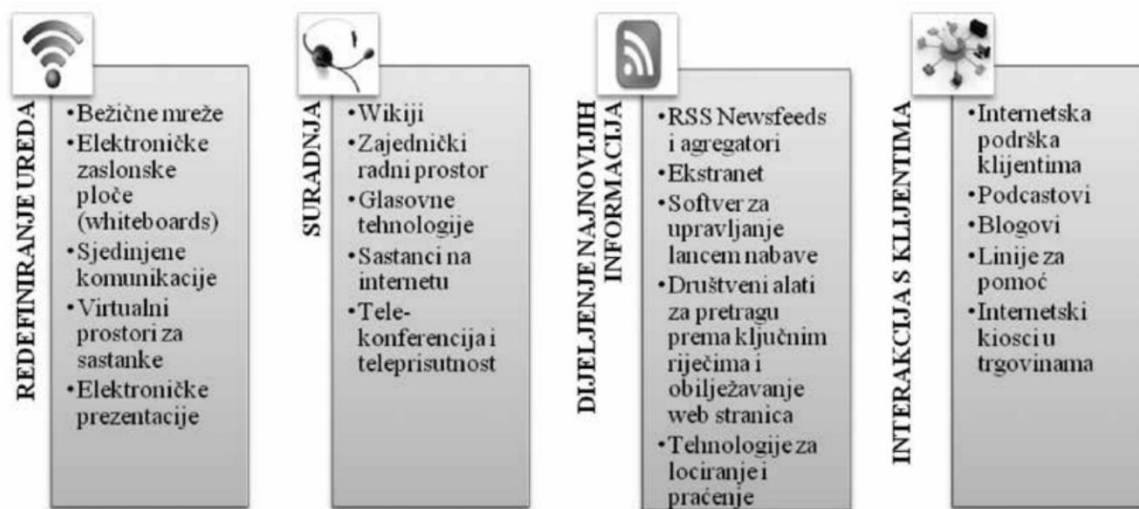 REDEFINIRANJE UREDA
•Bežične mreže
•Elektroničke
zaslonske
ploče
(whiteboards)
•Sjedinjene
komunikacije
•Virtualni
prostori za
sastanke
•Elektroničke
prezentacije
SURADNJA
•Wikiji
•Zajednički
radni prostor
•Glasovne
tehnologije
•Sastanci na
internetu
•Tele-
konferencija i
teleprisutnost
DIJELJENJE NAJNOVIJIH
INFORMACIJA
•RSS Newsfeeds
i agregatori
•Ekstranet
•Softver za
upravljanje
lancem nabave
•Društveni alati
za pretragu
prema ključnim
riječima i
obilježavanje
web stranica
•Tehnologije za
lociranje i
praćenje
INTERAKCIJA S KLIJENTIMA
•Internetska
podrška
klijentima
•Podcastovi
•Blogovi
•Linije za
pomoć
•Internetski
kiosci u
trgovinama